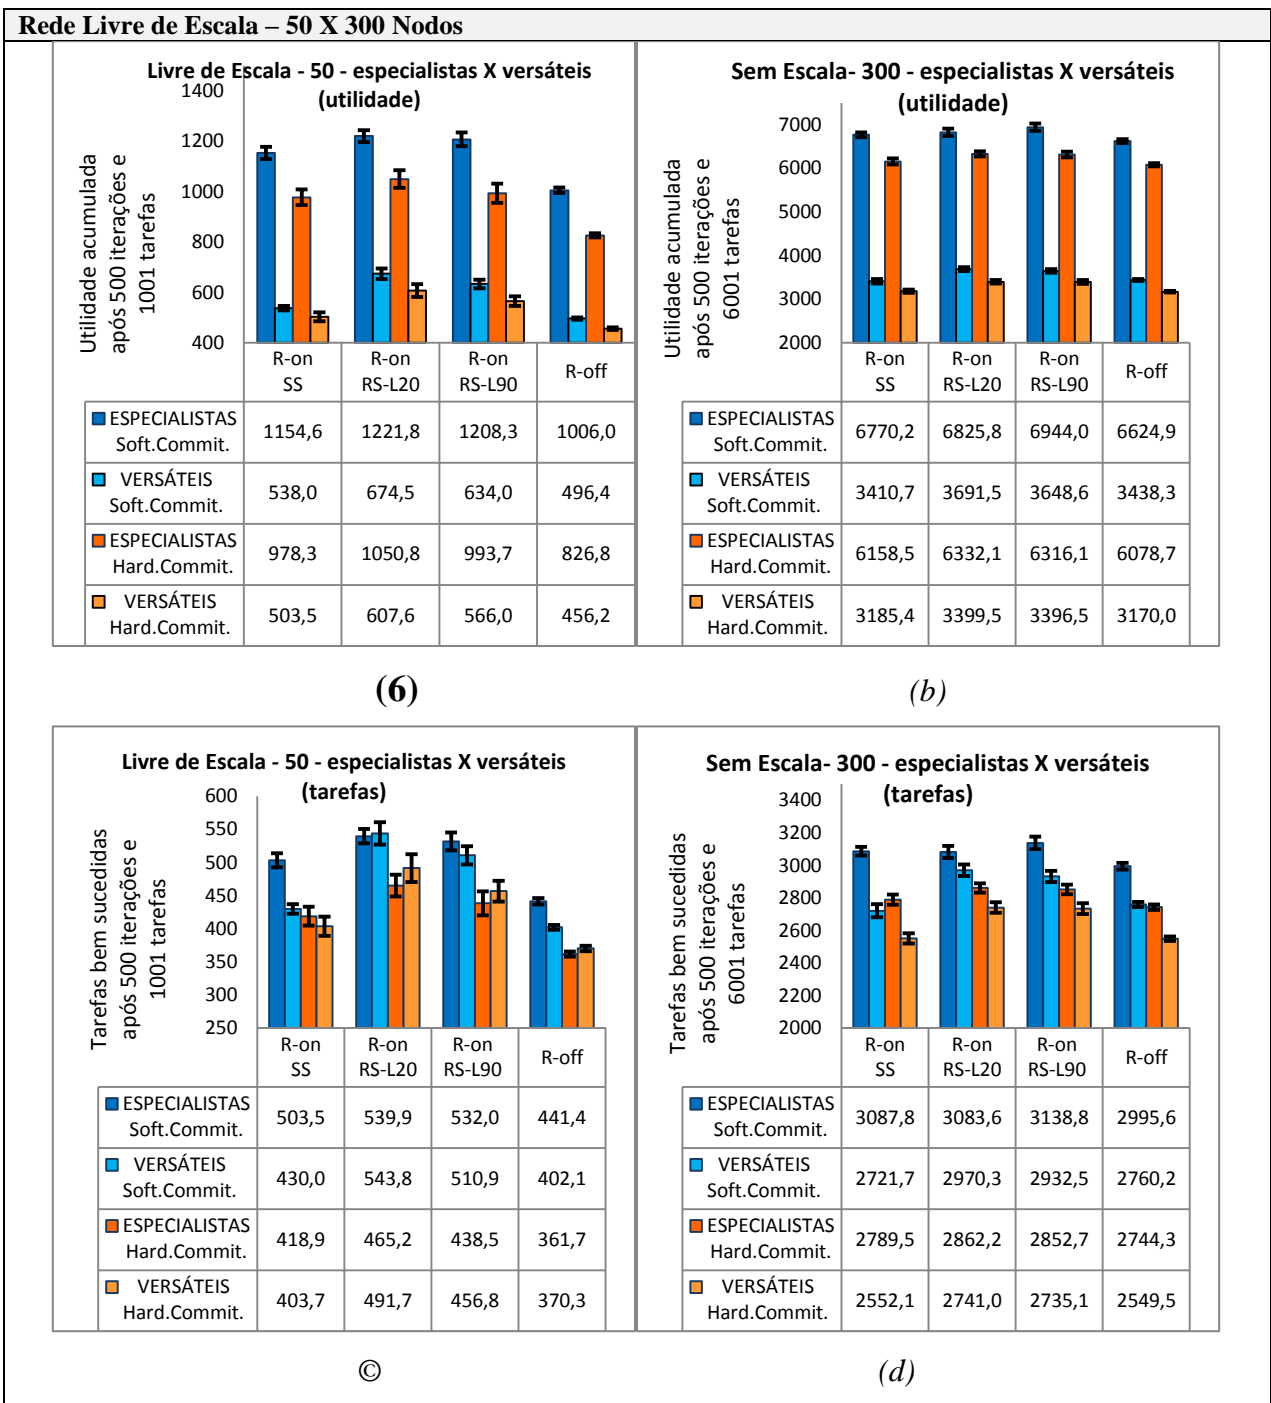 Rede Livre de Escala – 50 X 300 Nodos
Livre de Escala - 50 - especialistas X versáteis
(utilidade)
Utilidade acumulada
após 500 iterações e
1001 tarefas
1400
1200
1000
800
600
400
R-on SS
R-on RS-L20
R-on RS-L90
R-off
ESPECIALISTAS Soft.Commit. 1154,6 1221,8 1208,3 1006,0
VERSÁTEIS Soft.Commit. 538,0 674,5 634,0 496,4
ESPECIALISTAS Hard.Commit. 978,3 1050,8 993,7 826,8
VERSÁTEIS Hard.Commit. 503,5 607,6 566,0 456,2
(6)
Sem Escala- 300 - especialistas X versáteis
(utilidade)
Utilidade acumulada
após 500 iterações e
6001 tarefas
7000
6000
5000
4000
3000
2000
R-on SS
R-on RS-L20
R-on RS-L90
R-off
ESPECIALISTAS Soft.Commit. 6770,2 6825,8 6944,0 6624,9
VERSÁTEIS Soft.Commit. 3410,7 3691,5 3648,6 3438,3
ESPECIALISTAS Hard.Commit. 6158,5 6332,1 6316,1 6078,7
VERSÁTEIS Hard.Commit. 3185,4 3399,5 3396,5 3170,0
(b)
Livre de Escala - 50 - especialistas X versáteis
(tarefas)
Tarefas bem sucedidas
após 500 iterações e
1001 tarefas
600
550
500
450
400
350
300
250
R-on SS
R-on RS-L20
R-on RS-L90
R-off
ESPECIALISTAS Soft.Commit. 503,5 539,9 532,0 441,4
VERSÁTEIS Soft.Commit. 430,0 543,8 510,9 402,1
ESPECIALISTAS Hard.Commit. 418,9 465,2 438,5 361,7
VERSÁTEIS Hard.Commit. 403,7 491,7 456,8 370,3
©
Sem Escala- 300 - especialistas X versáteis
(tarefas)
Tarefas bem sucedidas
após 500 iterações e
6001 tarefas
3400
3200
3000
2800
2600
2400
2200
2000
R-on SS
R-on RS-L20
R-on RS-L90
R-off
ESPECIALISTAS Soft.Commit. 3087,8 3083,6 3138,8 2995,6
VERSÁTEIS Soft.Commit. 2721,7 2970,3 2932,5 2760,2
ESPECIALISTAS Hard.Commit. 2789,5 2862,2 2852,7 2744,3
VERSÁTEIS Hard.Commit. 2552,1 2741,0 2735,1 2549,5
(d)